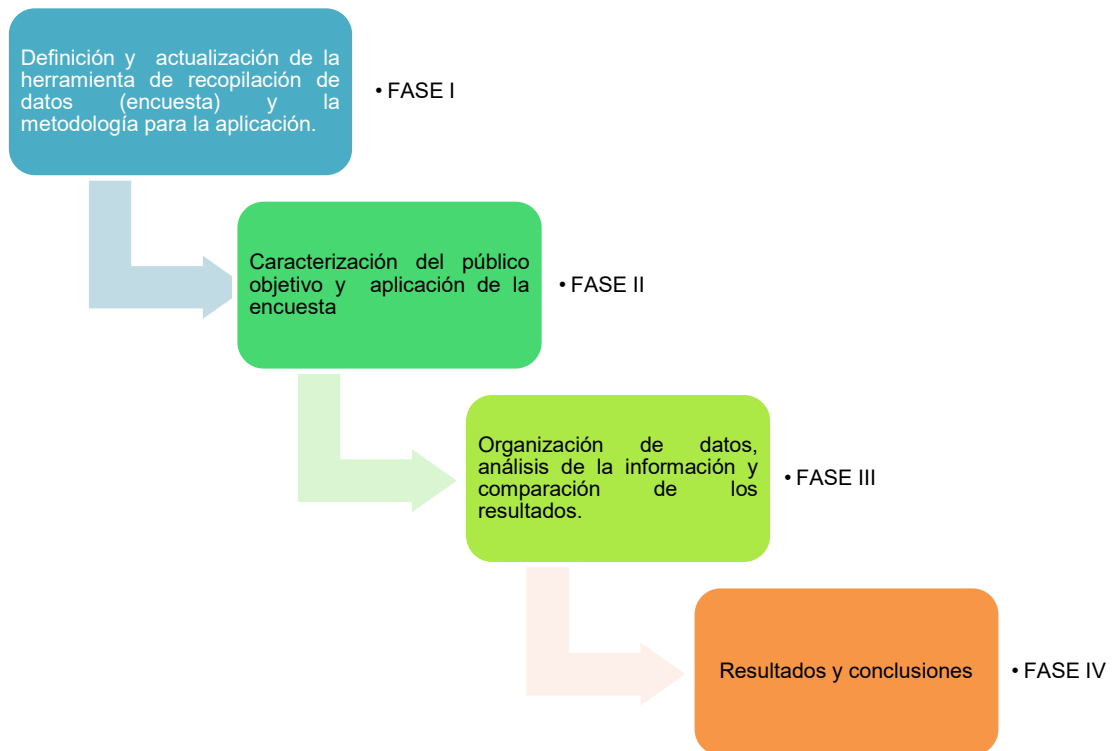 Definición y actualización de la
herramienta de recopilación de
datos (encuesta) y la
metodología para la aplicación.
• FASE I
Caracterización del público
objetivo y aplicación de la
encuesta
• FASE II
Organización de datos,
análisis de la información y
comparación de los
resultados.
• FASE III
Resultados y conclusiones
• FASE IV